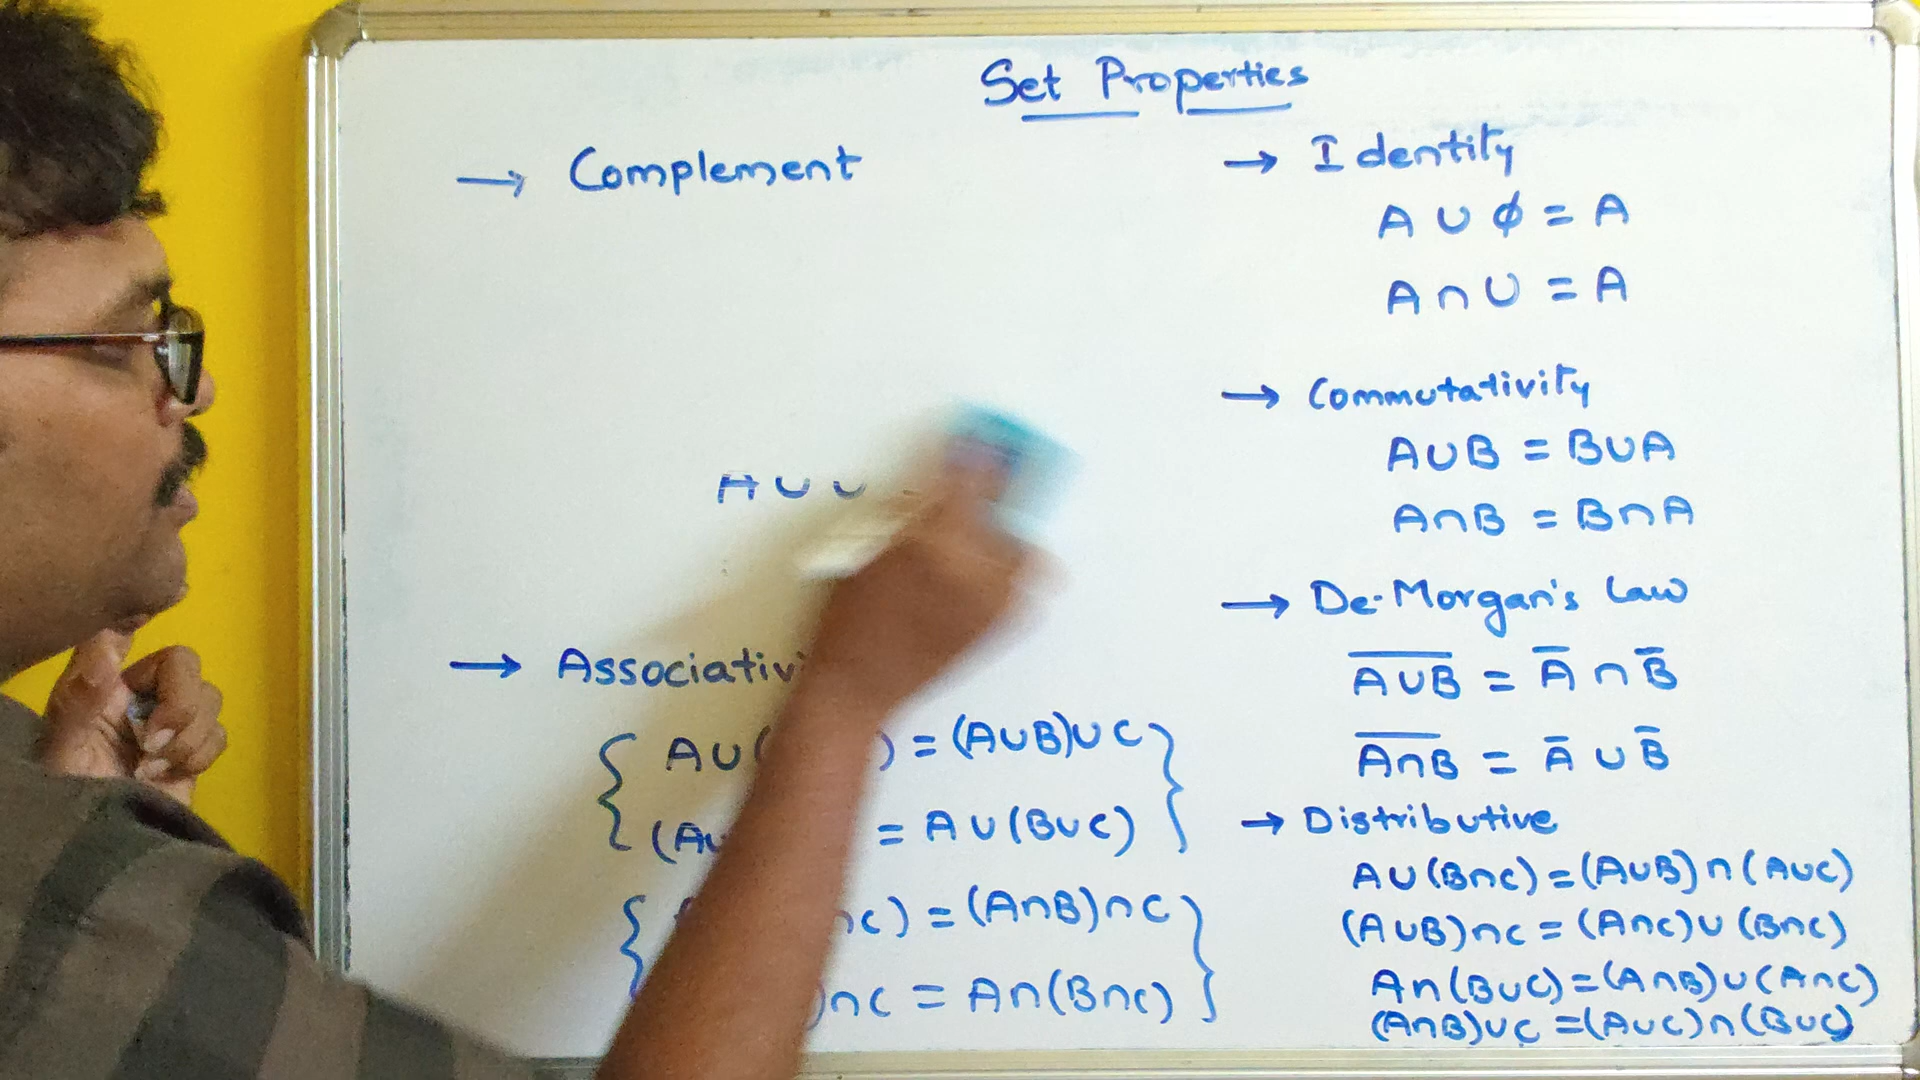 Set Properties
→ Complement
A ∪ ∪
→ Associativi
{ A∪( ) = (A∪B)∪C }
(A∪ = A∪(B∪C)
{ ∩C) = (A∩B)∩C }
)∩C = A∩(B∩C)
→ Identity
A ∪ ϕ = A
A ∩ U = A
→ Commutativity
A∪B = B∪A
A∩B = B∩A
→ De-Morgan's Law
A̅∪̅B̅ = A̅ ∩ B̅
A̅∩̅B̅ = A̅ ∪ B̅
→ Distributive
A∪(B∩C)=(A∪B)∩(A∪C)
(A∪B)∩C = (A∩C)∪(B∩C)
A∩(B∪C)=(A∩B)∪(A∩C)
(A∩B)∪C =(A∪C)∩(B∪C)